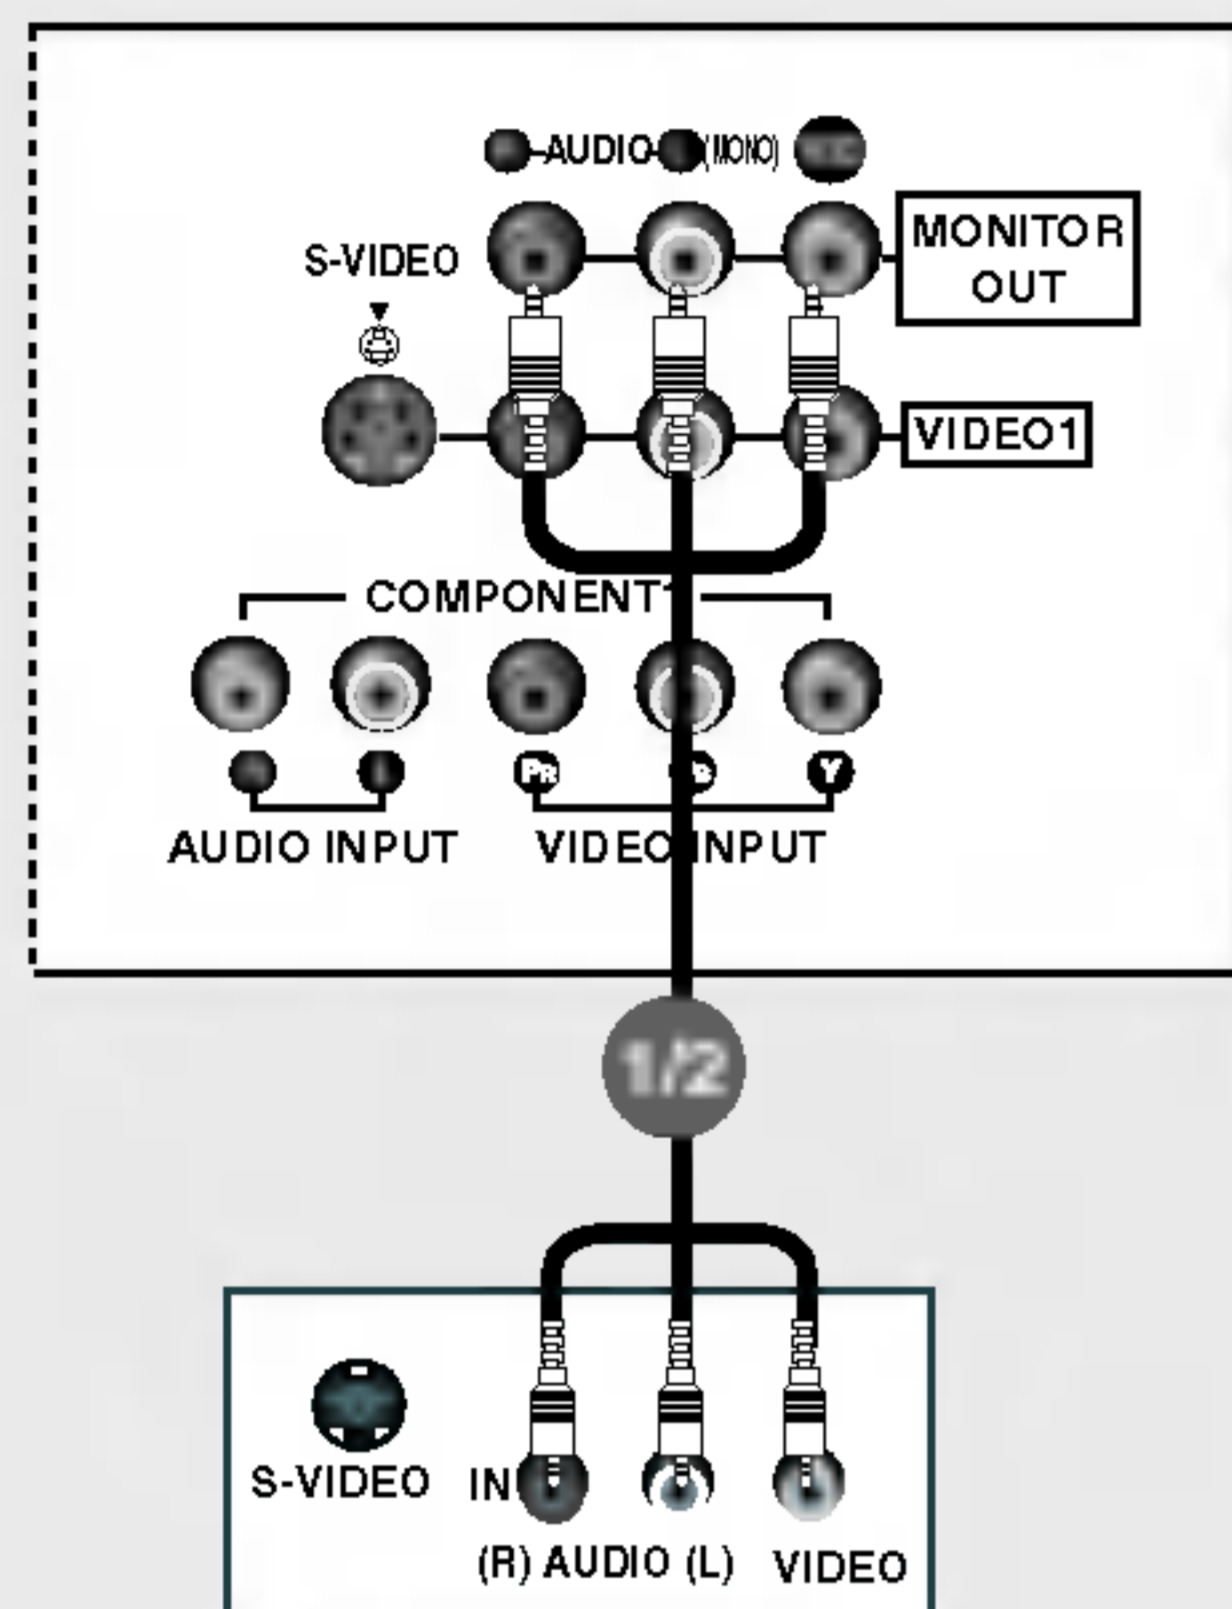 AUDIO (MONO)
MONITOR
OUT
S-VIDEO
VIDEO1
COMPONENT1
PR
Y
AUDIO INPUT
VIDEO INPUT
1/2
S-VIDEO
IN
(R) AUDIO (L)
VIDEO